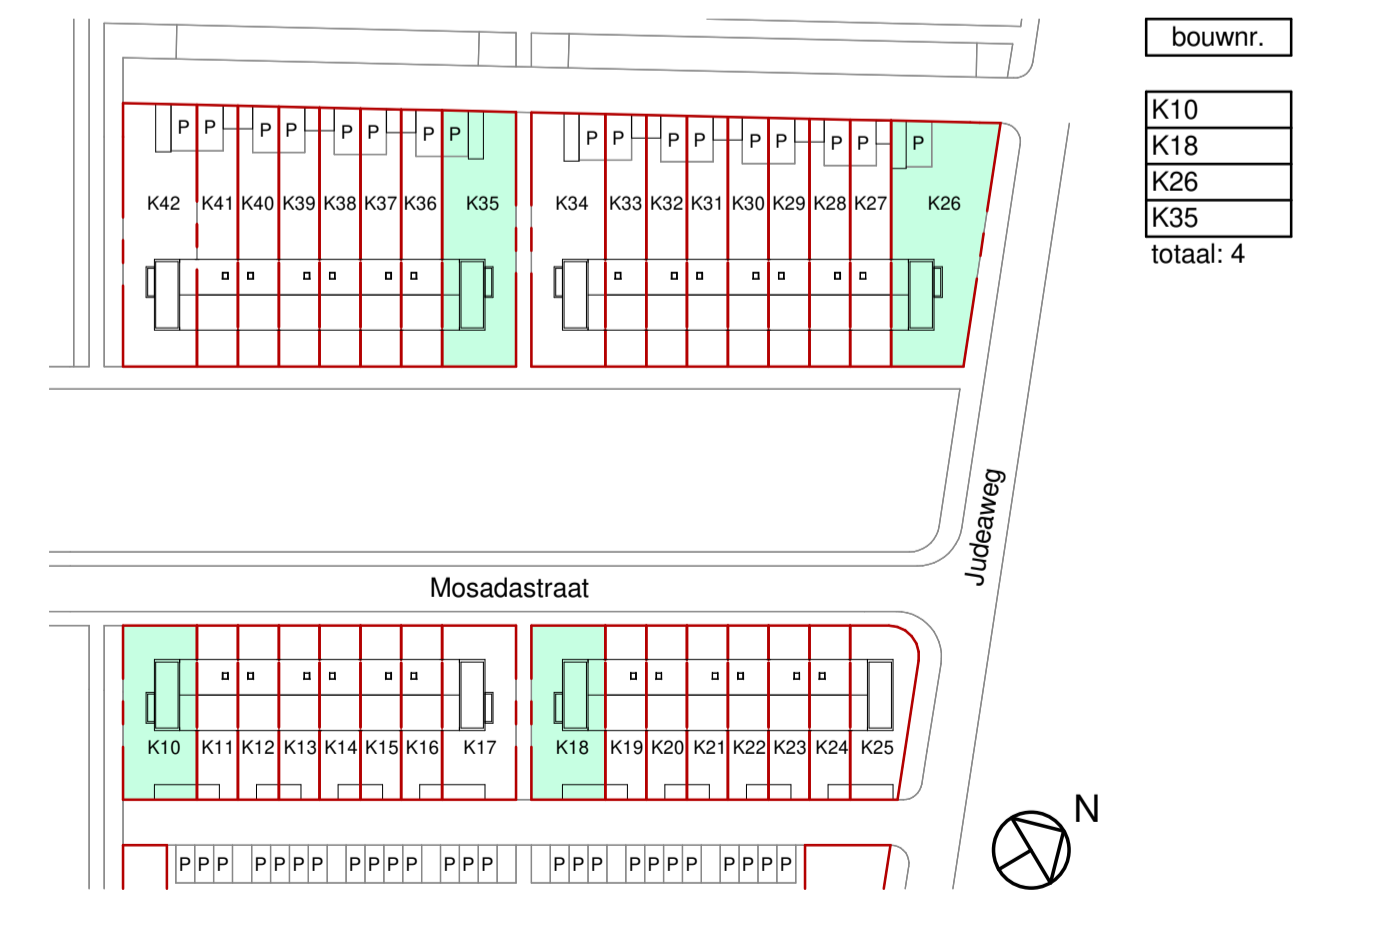 bouwnr.
K10
K18
K26
K35
totaal: 4
P P P P P P P P P P P P P P P P P
K42 K41 K40 K39 K38 K37 K36 K35 K34 K33 K32 K31 K30 K29 K28 K27 K26
Judeaweg
Mosadastraat
K10 K11 K12 K13 K14 K15 K16 K17 K18 K19 K20 K21 K22 K23 K24 K25
N
P P P P P P P P P P P P P P P P P P P P P P P P P